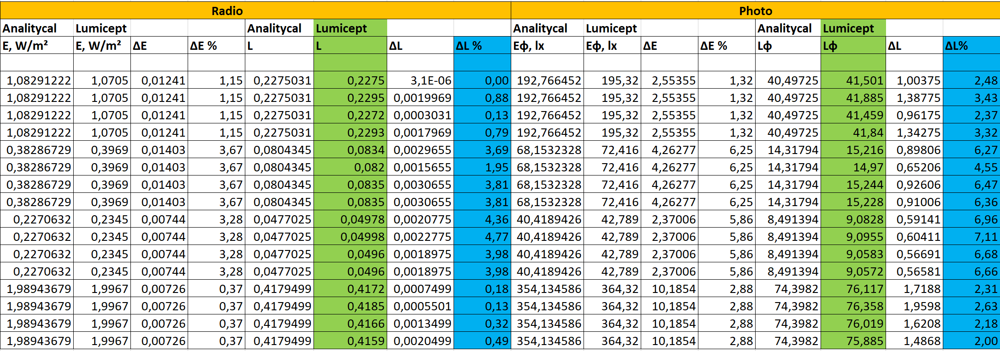 Radio Photo
Analitycal Lumicept Analitycal Lumicept Analitycal Lumicept Analitycal Lumicept
E, W/m² E, W/m² ΔE ΔE % L L ΔL ΔL % Eф, lx Eф, lx ΔE ΔE % Lф Lф ΔL ΔL%
1,08291222 1,0705 0,01241 1,15 0,2275031 0,2275 3,1E-06 0,00 192,766452 195,32 2,55355 1,32 40,49725 41,501 1,00375 2,48
1,08291222 1,0705 0,01241 1,15 0,2275031 0,2295 0,0019969 0,88 192,766452 195,32 2,55355 1,32 40,49725 41,885 1,38775 3,43
1,08291222 1,0705 0,01241 1,15 0,2275031 0,2272 0,0003031 0,13 192,766452 195,32 2,55355 1,32 40,49725 41,459 0,96175 2,37
1,08291222 1,0705 0,01241 1,15 0,2275031 0,2293 0,0017969 0,79 192,766452 195,32 2,55355 1,32 40,49725 41,84 1,34275 3,32
0,38286729 0,3969 0,01403 3,67 0,0804345 0,0834 0,0029655 3,69 68,1532328 72,416 4,26277 6,25 14,31794 15,216 0,89806 6,27
0,38286729 0,3969 0,01403 3,67 0,0804345 0,082 0,0015655 1,95 68,1532328 72,416 4,26277 6,25 14,31794 14,97 0,65206 4,55
0,38286729 0,3969 0,01403 3,67 0,0804345 0,0835 0,0030655 3,81 68,1532328 72,416 4,26277 6,25 14,31794 15,244 0,92606 6,47
0,38286729 0,3969 0,01403 3,67 0,0804345 0,0835 0,0030655 3,81 68,1532328 72,416 4,26277 6,25 14,31794 15,228 0,91006 6,36
0,2270632 0,2345 0,00744 3,28 0,0477025 0,04978 0,0020775 4,36 40,4189426 42,789 2,37006 5,86 8,491394 9,0828 0,59141 6,96
0,2270632 0,2345 0,00744 3,28 0,0477025 0,04998 0,0022775 4,77 40,4189426 42,789 2,37006 5,86 8,491394 9,0955 0,60411 7,11
0,2270632 0,2345 0,00744 3,28 0,0477025 0,0496 0,0018975 3,98 40,4189426 42,789 2,37006 5,86 8,491394 9,0583 0,56691 6,68
0,2270632 0,2345 0,00744 3,28 0,0477025 0,0496 0,0018975 3,98 40,4189426 42,789 2,37006 5,86 8,491394 9,0572 0,56581 6,66
1,98943679 1,9967 0,00726 0,37 0,4179499 0,4172 0,0007499 0,18 354,134586 364,32 10,1854 2,88 74,3982 76,117 1,7188 2,31
1,98943679 1,9967 0,00726 0,37 0,4179499 0,4185 0,0005501 0,13 354,134586 364,32 10,1854 2,88 74,3982 76,358 1,9598 2,63
1,98943679 1,9967 0,00726 0,37 0,4179499 0,4166 0,0013499 0,32 354,134586 364,32 10,1854 2,88 74,3982 76,019 1,6208 2,18
1,98943679 1,9967 0,00726 0,37 0,4179499 0,4159 0,0020499 0,49 354,134586 364,32 10,1854 2,88 74,3982 75,885 1,4868 2,00